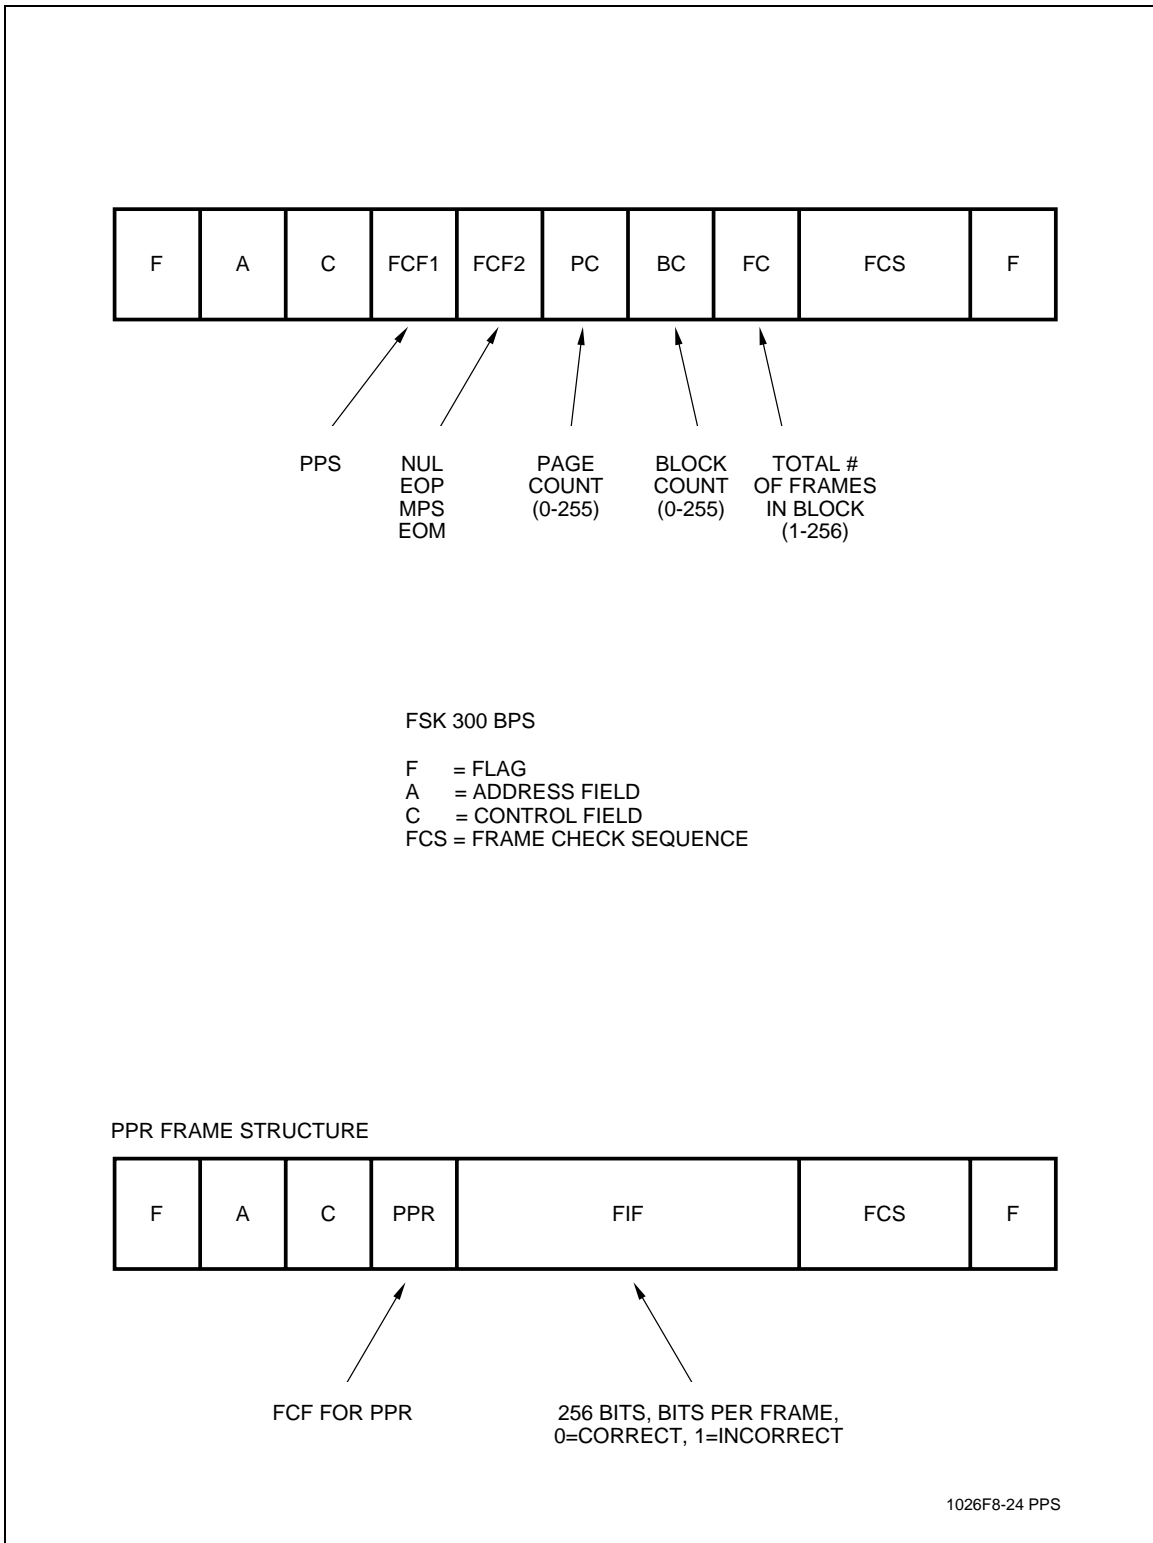 F A C FCF1 FCF2 PC BC FC FCS F
PPS
NUL
EOP
MPS
EOM
PAGE
COUNT
(0-255)
BLOCK
COUNT
(0-255)
TOTAL #
OF FRAMES
IN BLOCK
(1-256)
FSK 300 BPS
F = FLAG
A = ADDRESS FIELD
C = CONTROL FIELD
FCS = FRAME CHECK SEQUENCE
PPR FRAME STRUCTURE
F A C PPR FIF FCS F
FCF FOR PPR
256 BITS, BITS PER FRAME,
0=CORRECT, 1=INCORRECT
1026F8-24 PPS